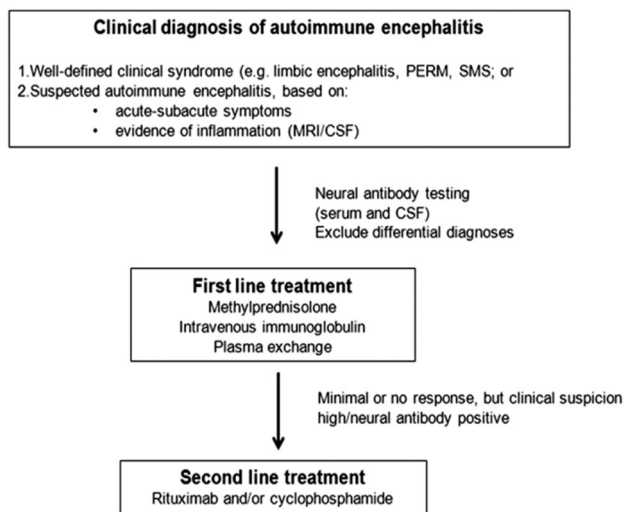 Clinical diagnosis of autoimmune encephalitis
1.Well-defined clinical syndrome (e.g. limbic encephalitis, PERM, SMS; or
2.Suspected autoimmune encephalitis, based on:
• acute-subacute symptoms
• evidence of inflammation (MRI/CSF)
Neural antibody testing
(serum and CSF)
Exclude differential diagnoses
First line treatment
Methylprednisolone
Intravenous immunoglobulin
Plasma exchange
Minimal or no response, but clinical suspicion
high/neural antibody positive
Second line treatment
Rituximab and/or cyclophosphamide